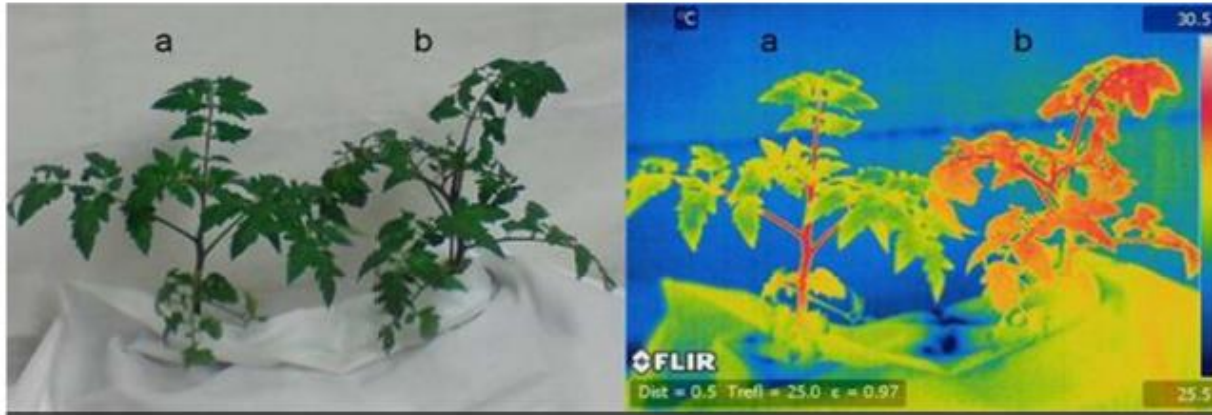 a
b
°C
30.5
a
b
FLIR
Dist = 0.5 Trefl = 25.0 ε = 0.97
25.5